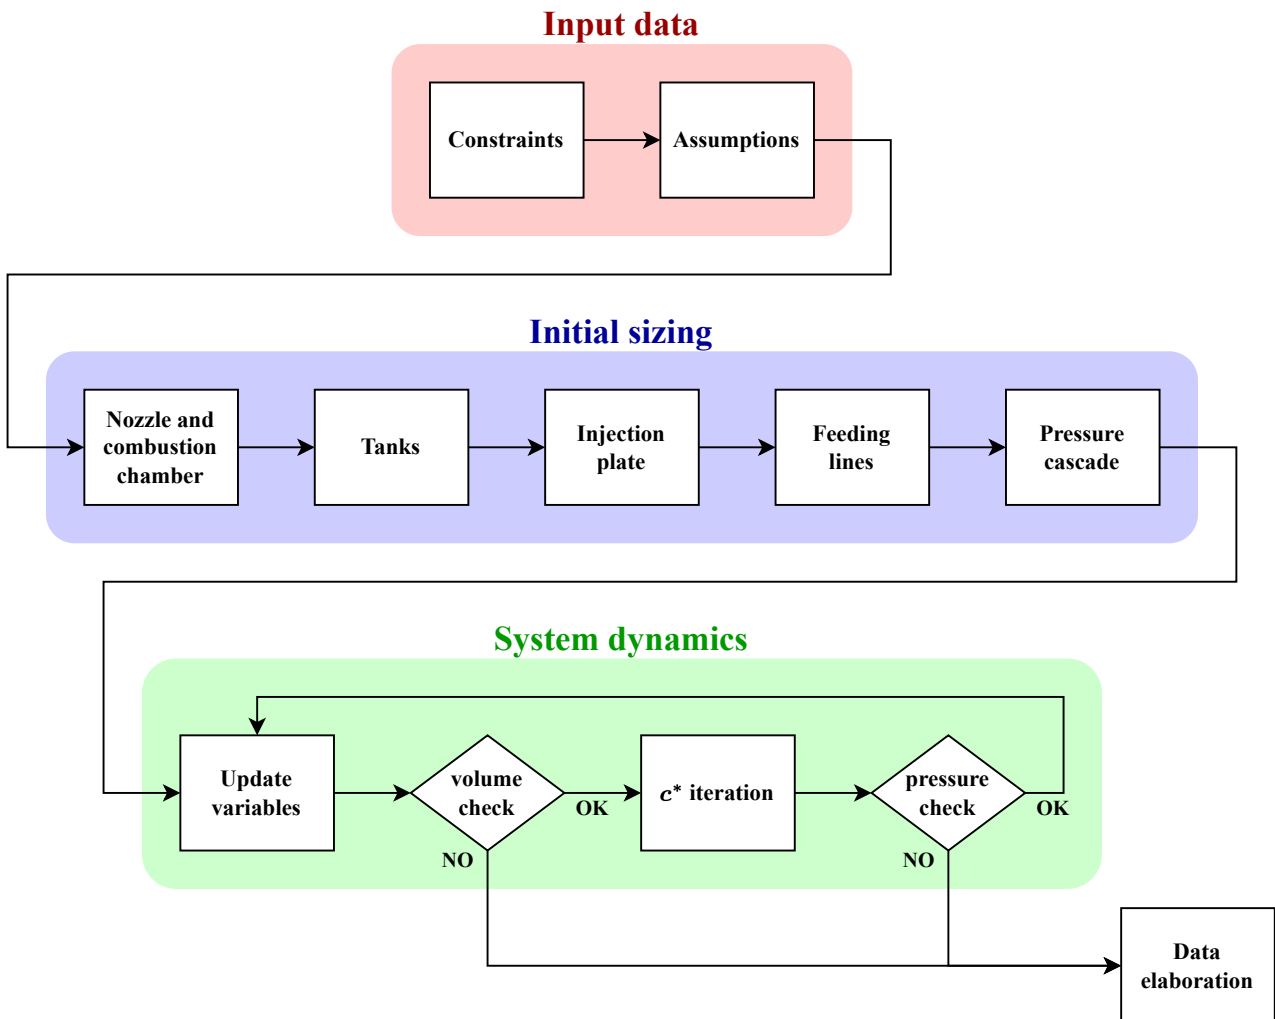 Input data
Constraints
Assumptions
Initial sizing
Nozzle and
combustion
chamber
Tanks
Injection
plate
Feeding
lines
Pressure
cascade
System dynamics
Update
variables
volume
check
OK
NO
c* iteration
pressure
check
OK
NO
Data
elaboration